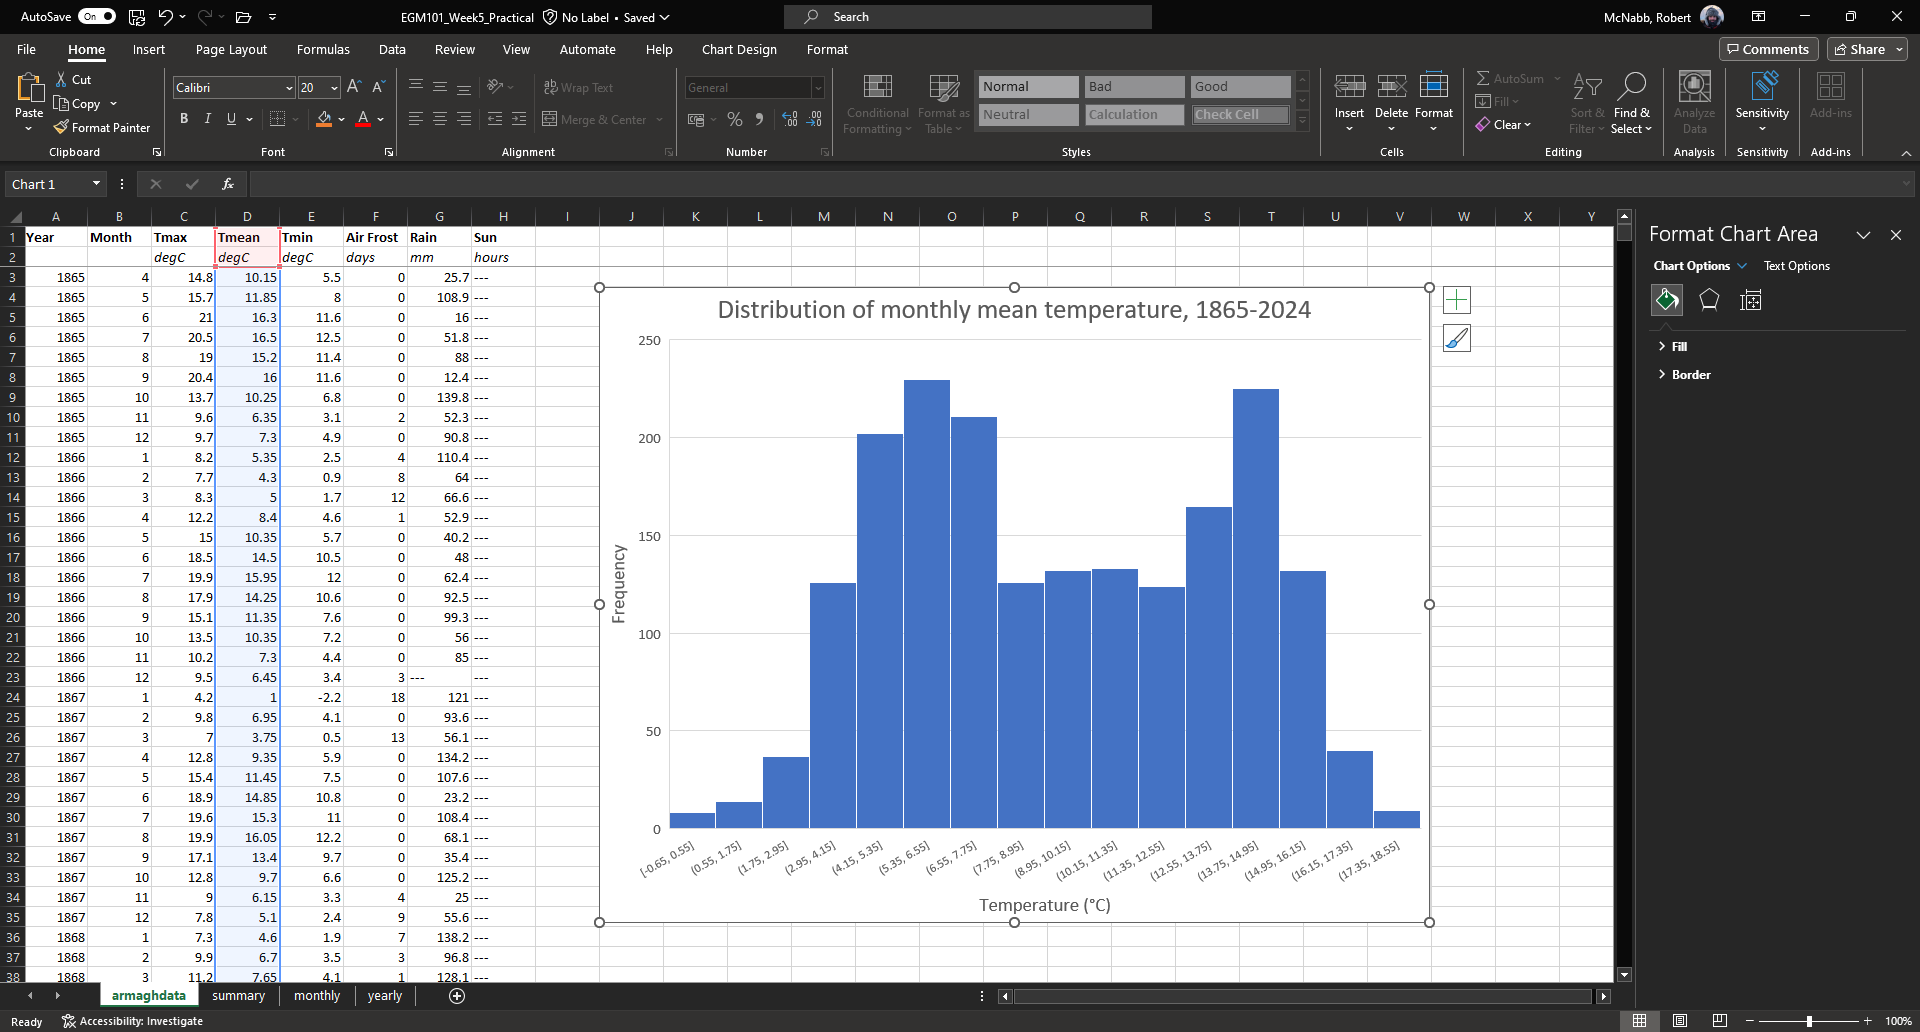 AutoSave On EGM101_Week5_Practical No Label • Saved Search McNabb, Robert
File Home Insert Page Layout Formulas Data Review View Automate Help Chart Design Format Comments Share
Paste Cut Copy Format Painter Clipboard
Calibri 20 B I U A Font
Wrap Text Merge & Center Alignment
General % Number
Conditional Formatting Format as Table Normal Bad Good Neutral Calculation Check Cell Styles
Insert Delete Format Cells
AutoSum Fill Clear Sort & Filter Find & Select Editing
Analyze Data Analysis
Sensitivity Sensitivity
Add-ins Add-ins
Chart 1 fx
A B C D E F G H I J K L M N O P Q R S T U V W X Y
1 Year Month Tmax Tmean Tmin Air Frost Rain Sun
2 degC degC degC days mm hours
3 1865 4 14.8 10.15 5.5 0 25.7 ---
4 1865 5 15.7 11.85 8 0 108.9 ---
5 1865 6 21 16.3 11.6 0 16 ---
6 1865 7 20.5 16.5 12.5 0 51.8 ---
7 1865 8 19 15.2 11.4 0 88 ---
8 1865 9 20.4 16 11.6 0 12.4 ---
9 1865 10 13.7 10.25 6.8 0 139.8 ---
10 1865 11 9.6 6.35 3.1 2 52.3 ---
11 1865 12 9.7 7.3 4.9 0 90.8 ---
12 1866 1 8.2 5.35 2.5 4 110.4 ---
13 1866 2 7.7 4.3 0.9 8 64 ---
14 1866 3 8.3 5 1.7 12 66.6 ---
15 1866 4 12.2 8.4 4.6 1 52.9 ---
16 1866 5 15 10.35 5.7 0 40.2 ---
17 1866 6 18.5 14.5 10.5 0 48 ---
18 1866 7 19.9 15.95 12 0 62.4 ---
19 1866 8 17.9 14.25 10.6 0 92.5 ---
20 1866 9 15.1 11.35 7.6 0 99.3 ---
21 1866 10 13.5 10.35 7.2 0 56 ---
22 1866 11 10.2 7.3 4.4 0 85 ---
23 1866 12 9.5 6.45 3.4 3 --- ---
24 1867 1 4.2 1 -2.2 18 121 ---
25 1867 2 9.8 6.95 4.1 0 93.6 ---
26 1867 3 7 3.75 0.5 13 56.1 ---
27 1867 4 12.8 9.35 5.9 0 134.2 ---
28 1867 5 15.4 11.45 7.5 0 107.6 ---
29 1867 6 18.9 14.85 10.8 0 23.2 ---
30 1867 7 19.6 15.3 11 0 108.4 ---
31 1867 8 19.9 16.05 12.2 0 68.1 ---
32 1867 9 17.1 13.4 9.7 0 35.4 ---
33 1867 10 12.8 9.7 6.6 0 125.2 ---
34 1867 11 9 6.15 3.3 4 25 ---
35 1867 12 7.8 5.1 2.4 9 55.6 ---
36 1868 1 7.3 4.6 1.9 7 138.2 ---
37 1868 2 9.9 6.7 3.5 3 96.8 ---
38 1868 3 11.2 7.65 4.1 1 128.1 ---
Distribution of monthly mean temperature, 1865-2024
250
200
150
100
50
0
Frequency
[-0.65, 0.55] (0.55, 1.75] (1.75, 2.95] (2.95, 4.15] (4.15, 5.35] (5.35, 6.55] (6.55, 7.75] (7.75, 8.95] (8.95, 10.15] (10.15, 11.35] (11.35, 12.55] (12.55, 13.75] (13.75, 14.95] (14.95, 16.15] (16.15, 17.35] (17.35, 18.55]
Temperature (°C)
Format Chart Area
Chart Options Text Options
Fill
Border
armaghdata summary monthly yearly
Ready Accessibility: Investigate 100%